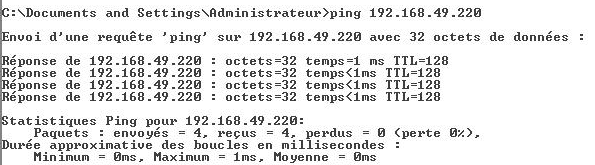 C:\Documents and Settings\Administrateur>ping 192.168.49.220
Envoi d'une requête 'ping' sur 192.168.49.220 avec 32 octets de données :
Réponse de 192.168.49.220 : octets=32 temps=1 ms TTL=128
Réponse de 192.168.49.220 : octets=32 temps<1ms TTL=128
Réponse de 192.168.49.220 : octets=32 temps<1ms TTL=128
Réponse de 192.168.49.220 : octets=32 temps<1ms TTL=128
Statistiques Ping pour 192.168.49.220:
Paquets : envoyés = 4, reçus = 4, perdus = 0 (perte 0%),
Durée approximative des boucles en millisecondes :
Minimum = 0ms, Maximum = 1ms, Moyenne = 0ms